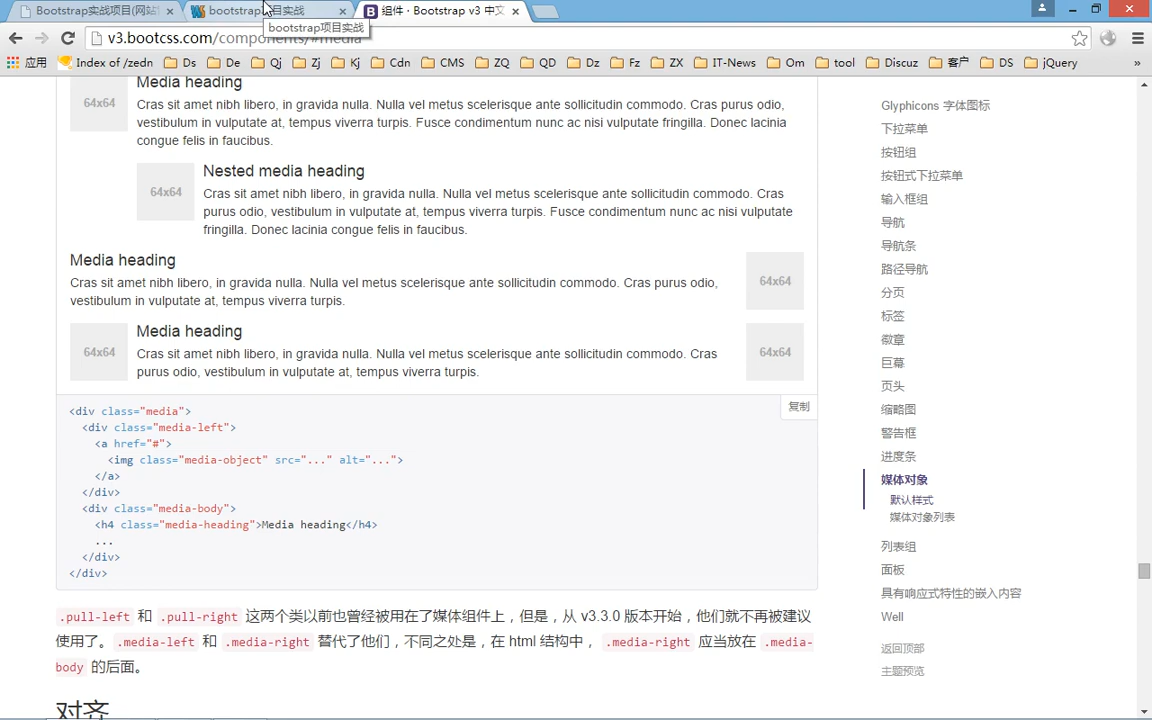 Bootstrap实战项目(网站
bootstrap项目实战
组件 · Bootstrap v3 中文
bootstrap项目实战
v3.bootcss.com/components/#media
应用 Index of /zedn Ds De Qj Zj Kj Cdn CMS ZQ QD Dz Fz ZX IT-News Om tool Discuz 客户 DS jQuery »
64x64
Media heading
Cras sit amet nibh libero, in gravida nulla. Nulla vel metus scelerisque ante sollicitudin commodo. Cras purus odio,
vestibulum in vulputate at, tempus viverra turpis. Fusce condimentum nunc ac nisi vulputate fringilla. Donec lacinia
congue felis in faucibus.
64x64
Nested media heading
Cras sit amet nibh libero, in gravida nulla. Nulla vel metus scelerisque ante sollicitudin commodo. Cras
purus odio, vestibulum in vulputate at, tempus viverra turpis. Fusce condimentum nunc ac nisi vulputate
fringilla. Donec lacinia congue felis in faucibus.
Media heading
Cras sit amet nibh libero, in gravida nulla. Nulla vel metus scelerisque ante sollicitudin commodo. Cras purus odio,
vestibulum in vulputate at, tempus viverra turpis.
64x64
64x64
Media heading
Cras sit amet nibh libero, in gravida nulla. Nulla vel metus scelerisque ante sollicitudin commodo. Cras
purus odio, vestibulum in vulputate at, tempus viverra turpis.
64x64
复制
<div class="media">
<div class="media-left">
<a href="#">
<img class="media-object" src="..." alt="...">
</a>
</div>
<div class="media-body">
<h4 class="media-heading">Media heading</h4>
...
</div>
</div>
.pull-left 和 .pull-right 这两个类以前也曾经被用在了媒体组件上，但是，从 v3.3.0 版本开始，他们就不再被建议
使用了。 .media-left 和 .media-right 替代了他们，不同之处是，在 html 结构中， .media-right 应当放在 .media-
body 的后面。
对齐
Glyphicons 字体图标
下拉菜单
按钮组
按钮式下拉菜单
输入框组
导航
导航条
路径导航
分页
标签
徽章
巨幕
页头
缩略图
警告框
进度条
媒体对象
默认样式
媒体对象列表
列表组
面板
具有响应式特性的嵌入内容
Well
返回顶部
主题预览